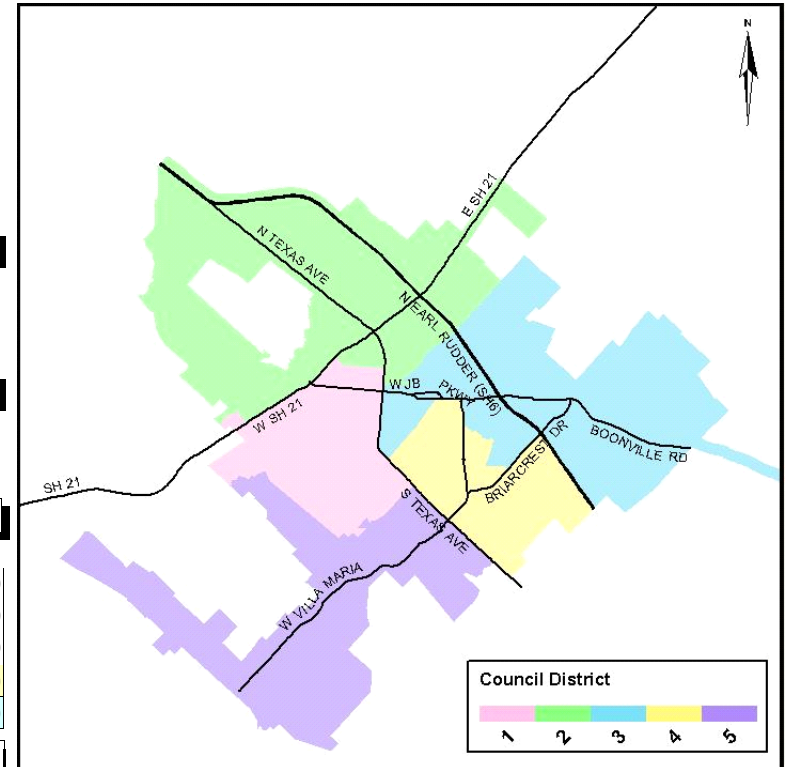 N
E SH 21
N TEXAS AVE
N EARL RUDDER (SH6)
W JB
PKWY
W SH 21
BOONVILLE RD
BRIARCREST DR
SH 21
S TEXAS AVE
W VILLA MARIA
Council District
1 2 3 4 5